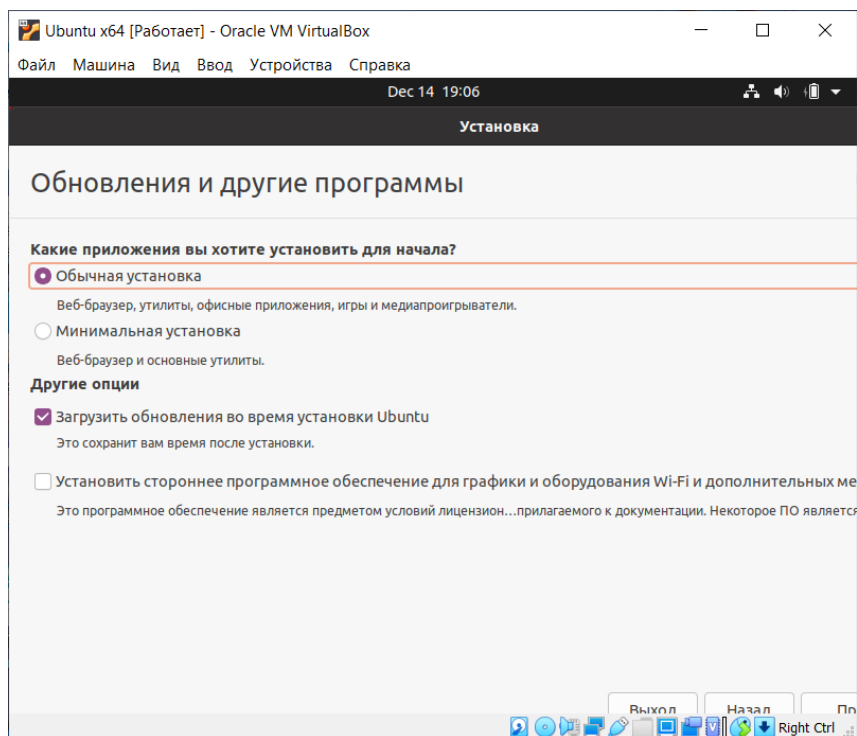 Ubuntu x64 [Работает] - Oracle VM VirtualBox
Файл Машина Вид Ввод Устройства Справка
Dec 14 19:06
Установка
Обновления и другие программы
Какие приложения вы хотите установить для начала?
Обычная установка
Веб-браузер, утилиты, офисные приложения, игры и медиапроигрыватели.
Минимальная установка
Веб-браузер и основные утилиты.
Другие опции
Загрузить обновления во время установки Ubuntu
Это сохранит вам время после установки.
Установить стороннее программное обеспечение для графики и оборудования Wi-Fi и дополнительных ме
Это программное обеспечение является предметом условий лицензион…прилагаемого к документации. Некоторое ПО является
Выход Назад Пр
Right Ctrl